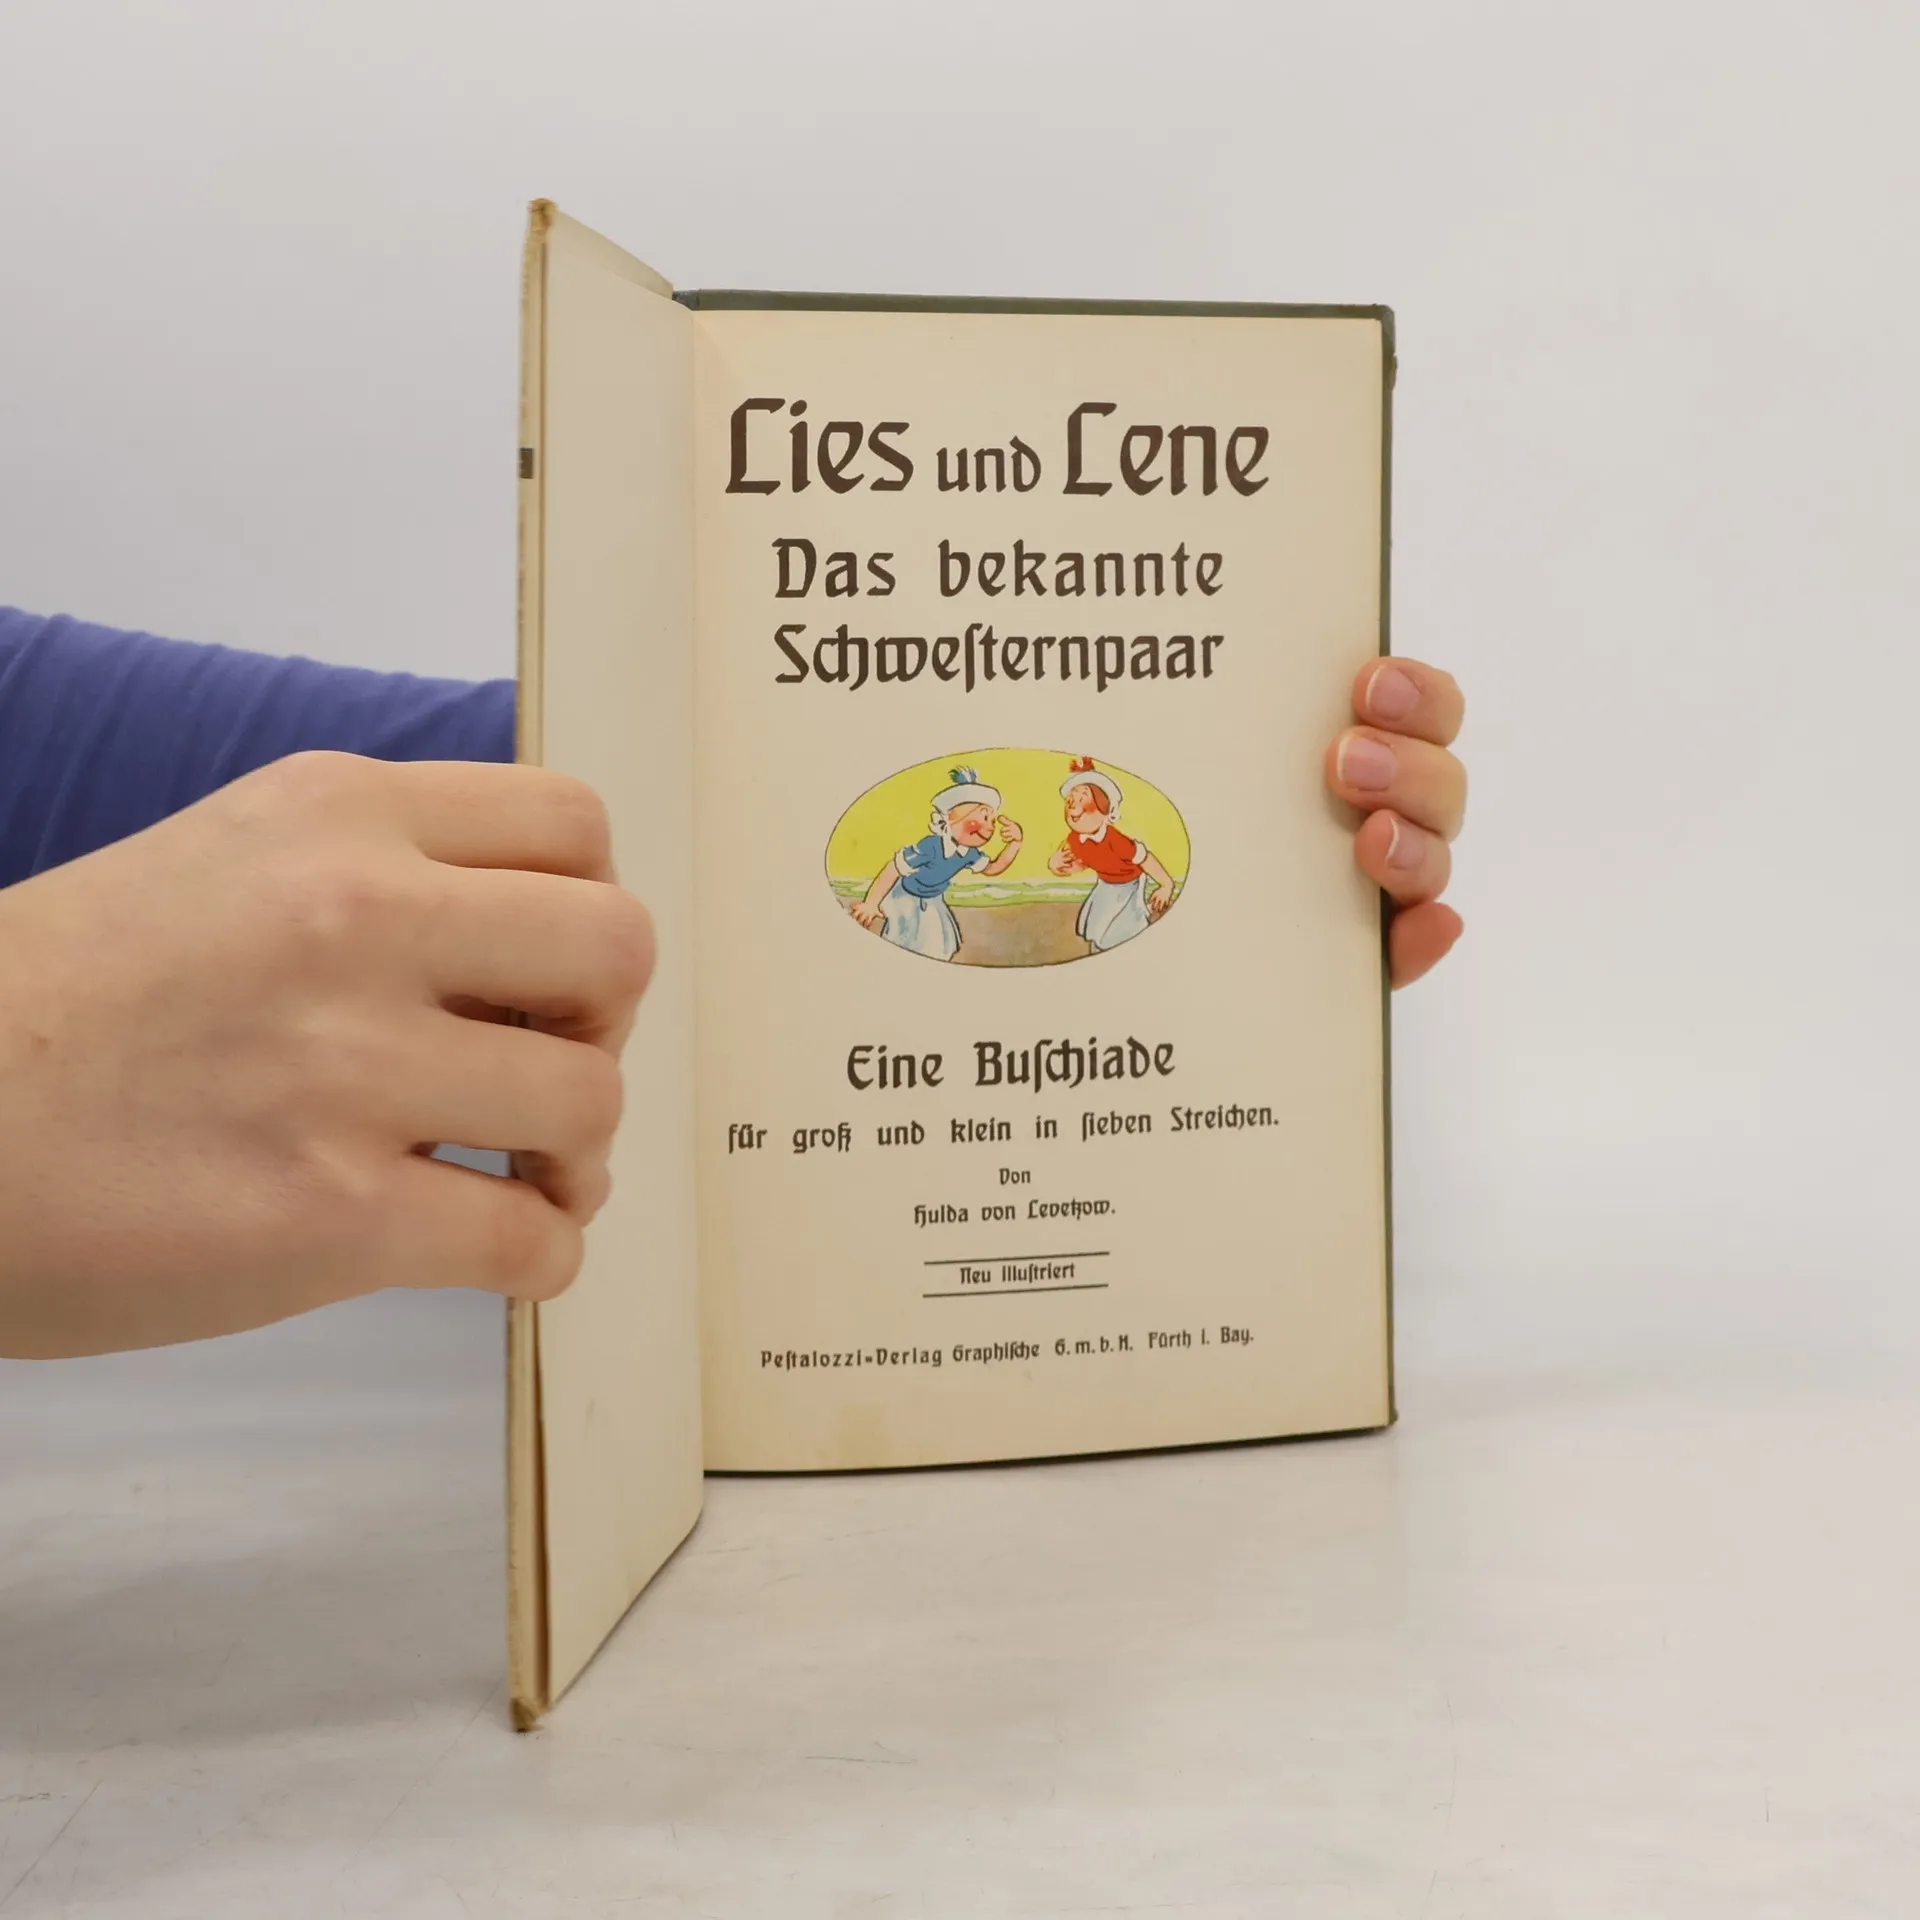 Lies und Lene
Das bekannte
Schweſternpaar
Eine Buſchiade
für groß und klein in ſieben Streichen.
Von
Hulda von Levetzow.
Neu illuſtriert
Peſtalozzi-Verlag Graphiſche G.m.b.H. Fürth i. Bay.